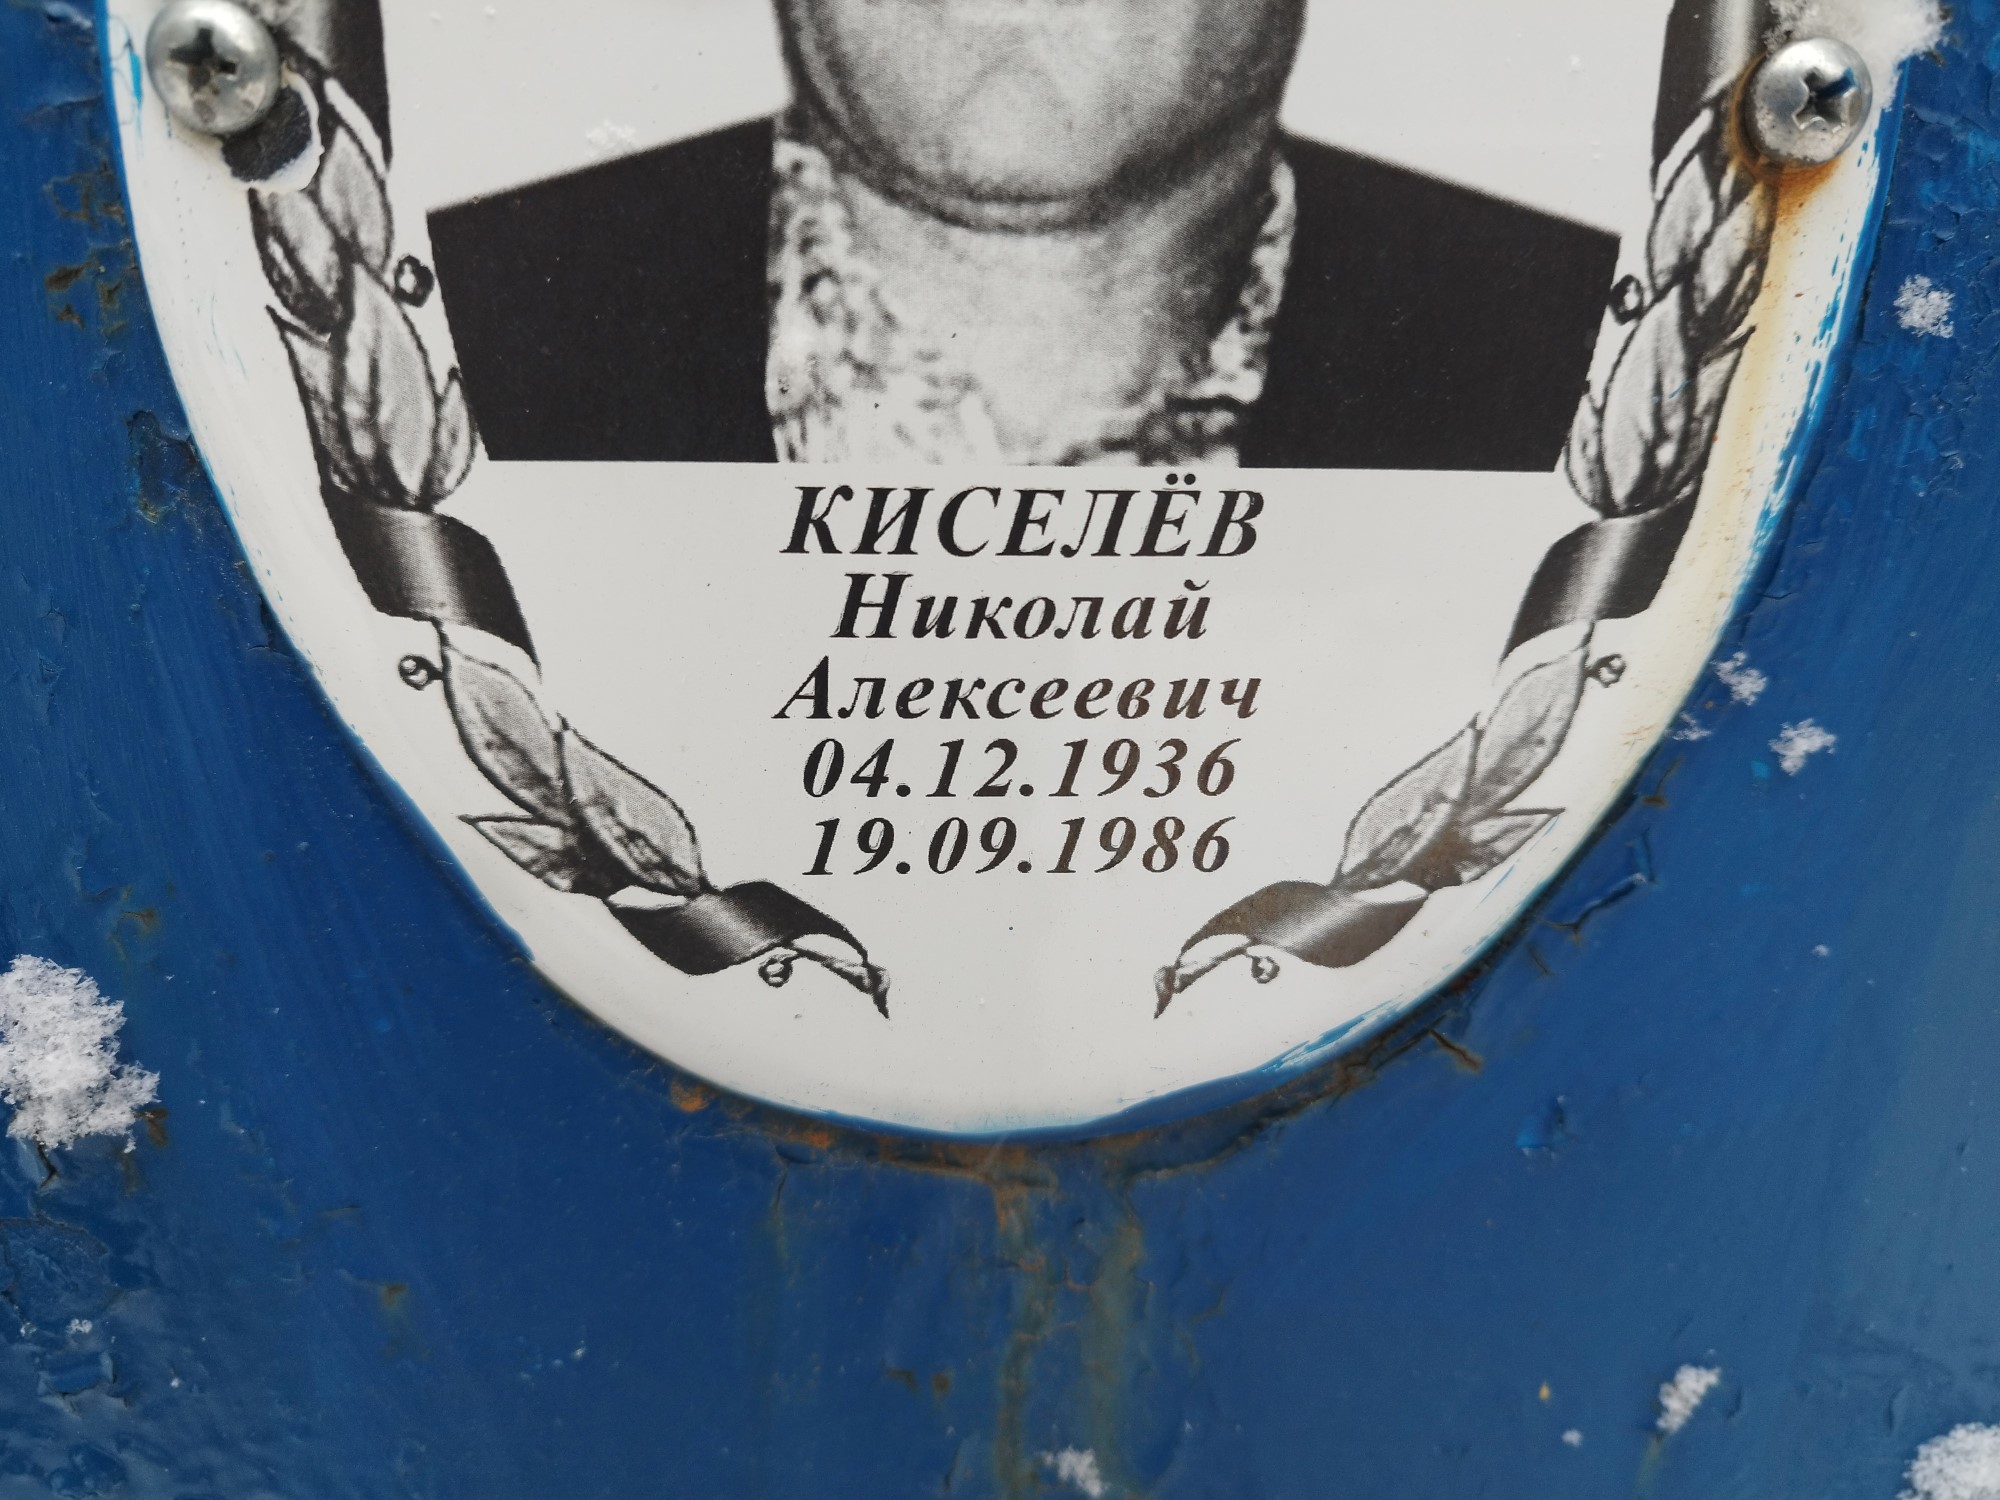 КИСЕЛЁВ
Николай
Алексеевич
04.12.1936
19.09.1986